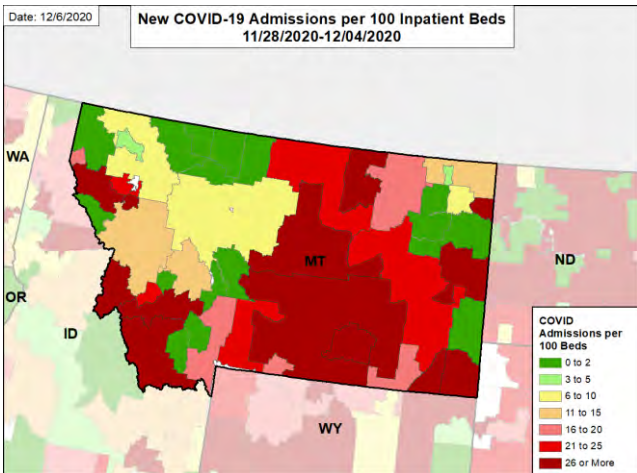 Date: 12/6/2020
New COVID-19 Admissions per 100 Inpatient Beds
11/28/2020-12/04/2020
WA
MT
ND
OR
ID
WY
COVID
Admissions per
100 Beds
0 to 2
3 to 5
6 to 10
11 to 15
16 to 20
21 to 25
26 or More